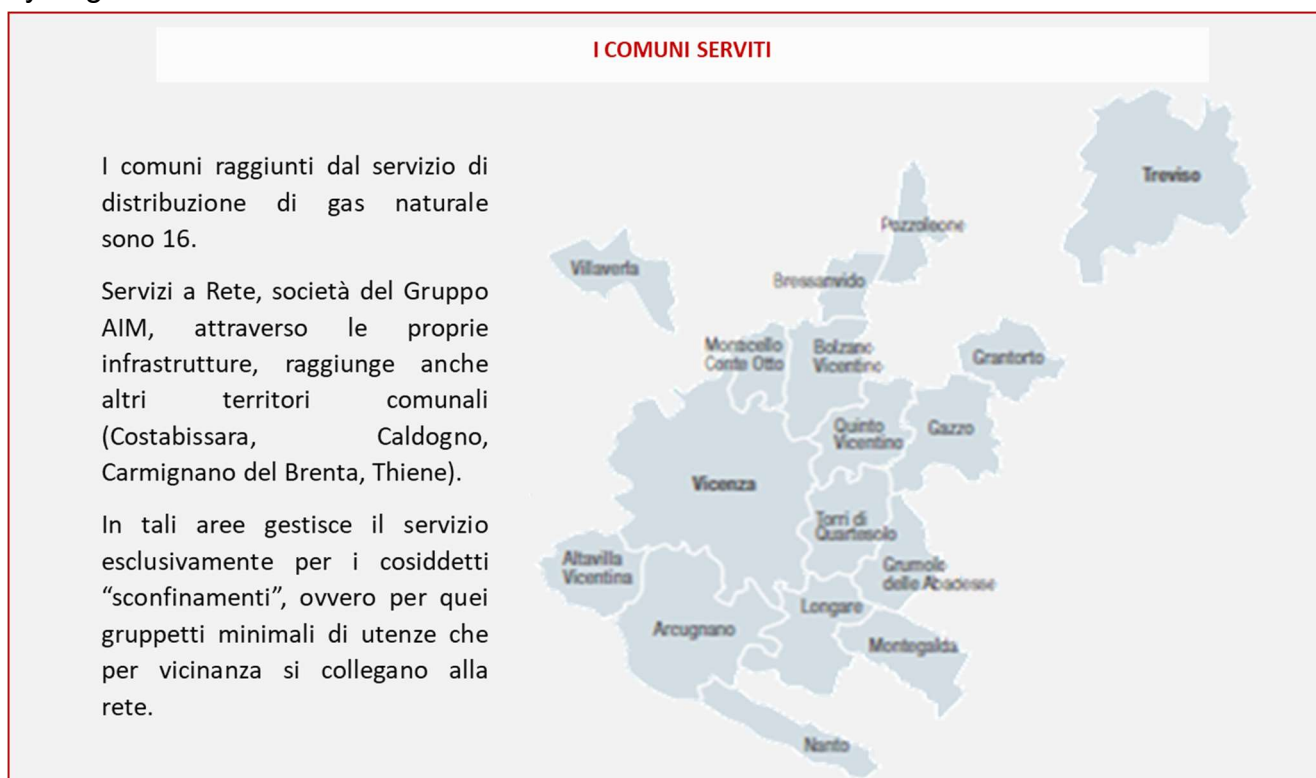 I COMUNI SERVITI
I comuni raggiunti dal servizio di
distribuzione di gas naturale
sono 16.
Servizi a Rete, società del Gruppo
AIM, attraverso le proprie
infrastrutture, raggiunge anche
altri territori comunali
(Costabissara, Caldogno,
Carmignano del Brenta, Thiene).
In tali aree gestisce il servizio
esclusivamente per i cosiddetti
“sconfinamenti”, ovvero per quei
gruppetti minimali di utenze che
per vicinanza si collegano alla
rete.
Treviso
Pozzoleone
Villaverla
Bressanvido
Monticello
Conte Otto
Bolzano
Vicentino
Grantorto
Quinto
Vicentino
Gazzo
Vicenza
Torri di
Quartesolo
Altavilla
Vicentina
Grumolo
delle Abadesse
Longare
Arcugnano
Montegalda
Nanto